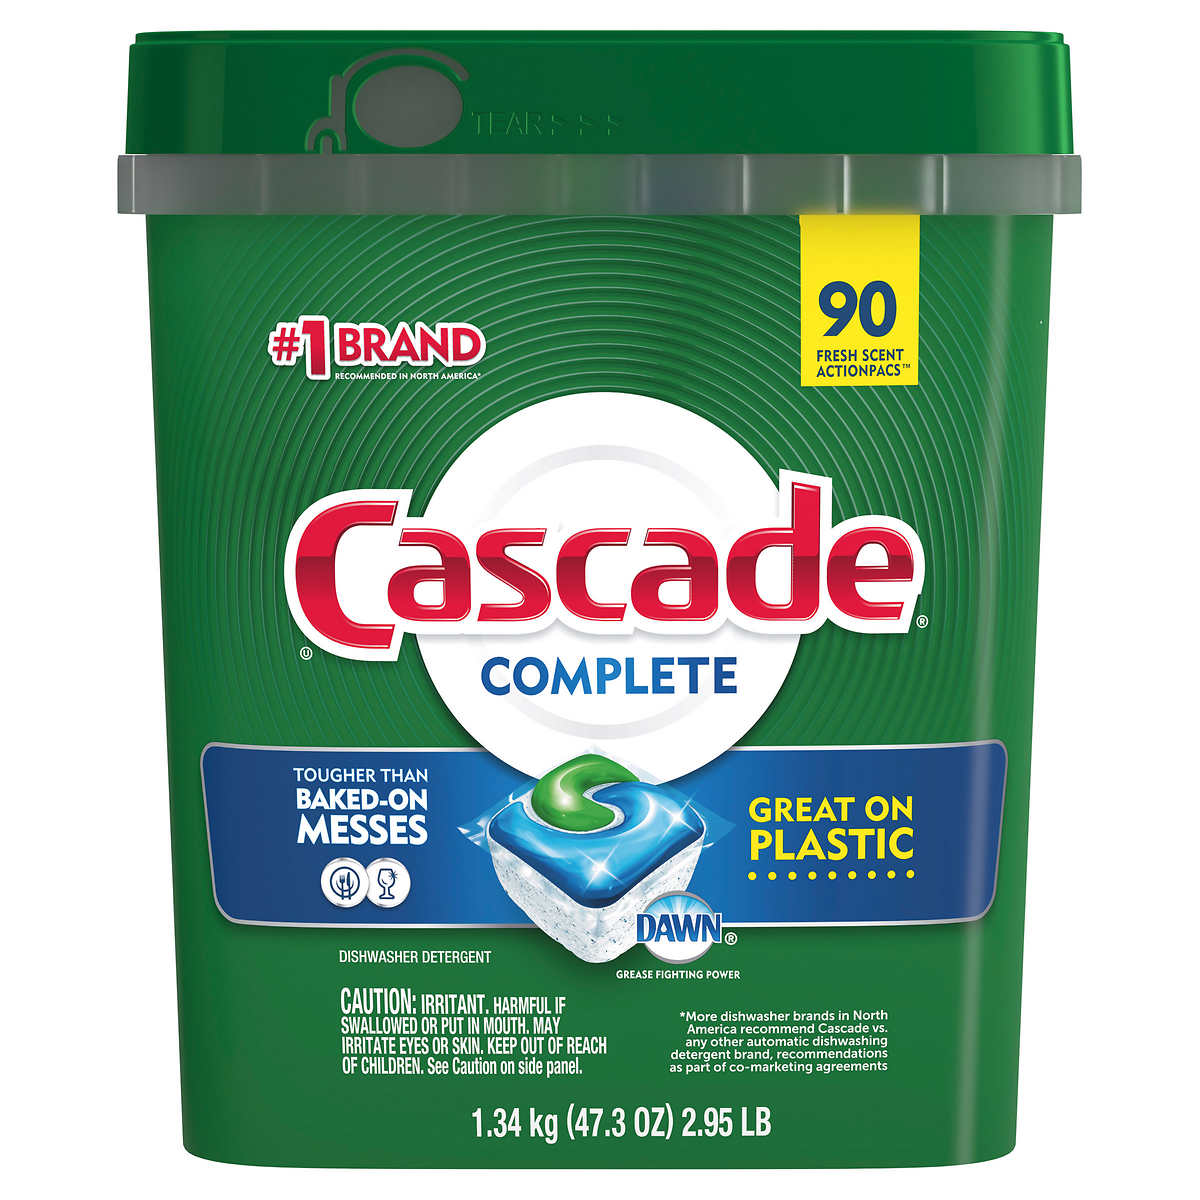 TEAR > > >
90
FRESH SCENT
ACTIONPACS™
#1 BRAND
RECOMMENDED IN NORTH AMERICA*
Cascade®
U
COMPLETE
TOUGHER THAN
BAKED-ON
MESSES
GREAT ON
PLASTIC
DAWN®
GREASE FIGHTING POWER
DISHWASHER DETERGENT
CAUTION: IRRITANT. HARMFUL IF
SWALLOWED OR PUT IN MOUTH. MAY
IRRITATE EYES OR SKIN. KEEP OUT OF REACH
OF CHILDREN. See Caution on side panel.
*More dishwasher brands in North
America recommend Cascade vs.
any other automatic dishwashing
detergent brand, recommendations
as part of co-marketing agreements
1.34 kg (47.3 OZ) 2.95 LB